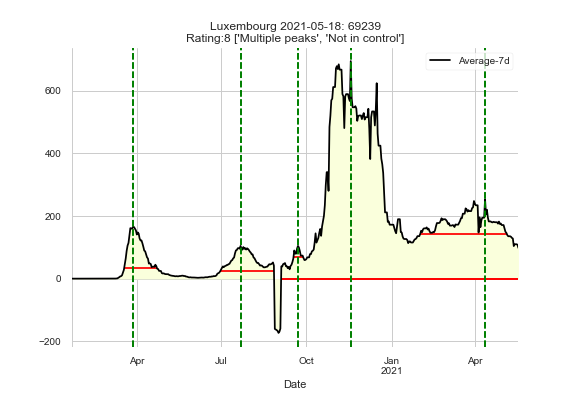 Luxembourg 2021-05-18: 69239
Rating:8 ['Multiple peaks', 'Not in control']
Average-7d
600
400
200
0
−200
Apr
Jul
Oct
Jan
2021
Apr
Date